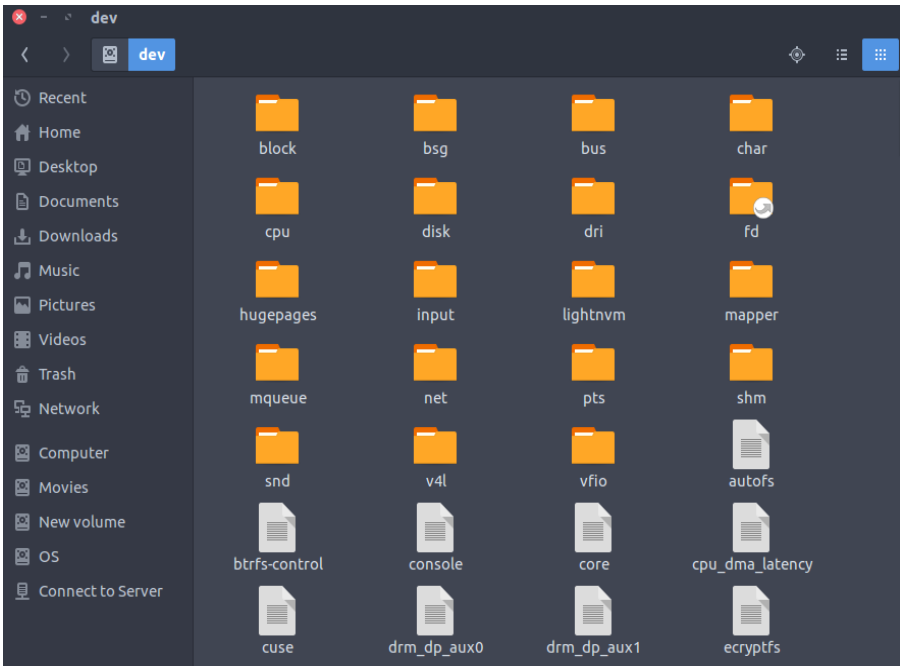 dev
dev
Recent
Home
Desktop
Documents
Downloads
Music
Pictures
Videos
Trash
Network
Computer
Movies
New volume
OS
Connect to Server
block bsg bus char
cpu disk dri fd
hugepages input lightnvm mapper
mqueue net pts shm
snd v4l vfio autofs
btrfs-control console core cpu_dma_latency
cuse drm_dp_aux0 drm_dp_aux1 ecryptfs